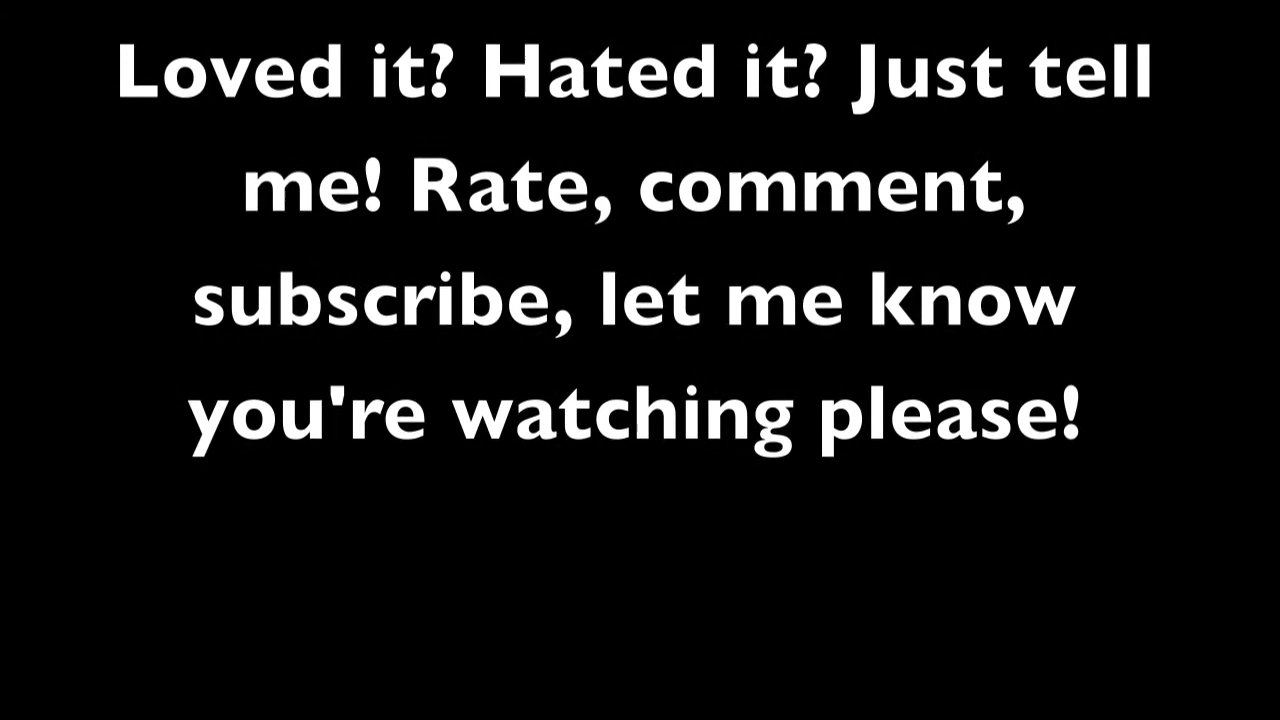 Loved it? Hated it? Just tell
me! Rate, comment,
subscribe, let me know
you're watching please!